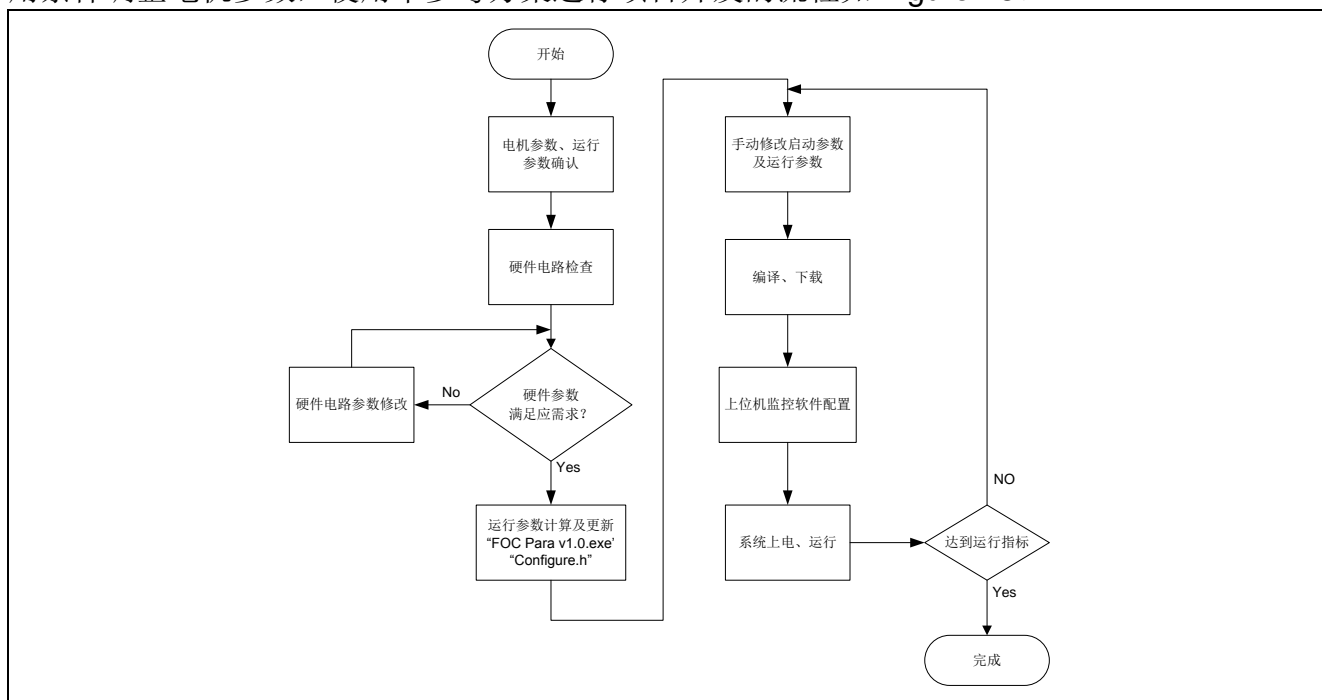 开始
电机参数、运行
参数确认
硬件电路检查
硬件参数
满足应需求?
No
硬件电路参数修改
Yes
运行参数计算及更新
“FOC Para v1.0.exe’
“Configure.h”
手动修改启动参数
及运行参数
编译、下载
上位机监控软件配置
系统上电、运行
达到运行指标
NO
Yes
完成